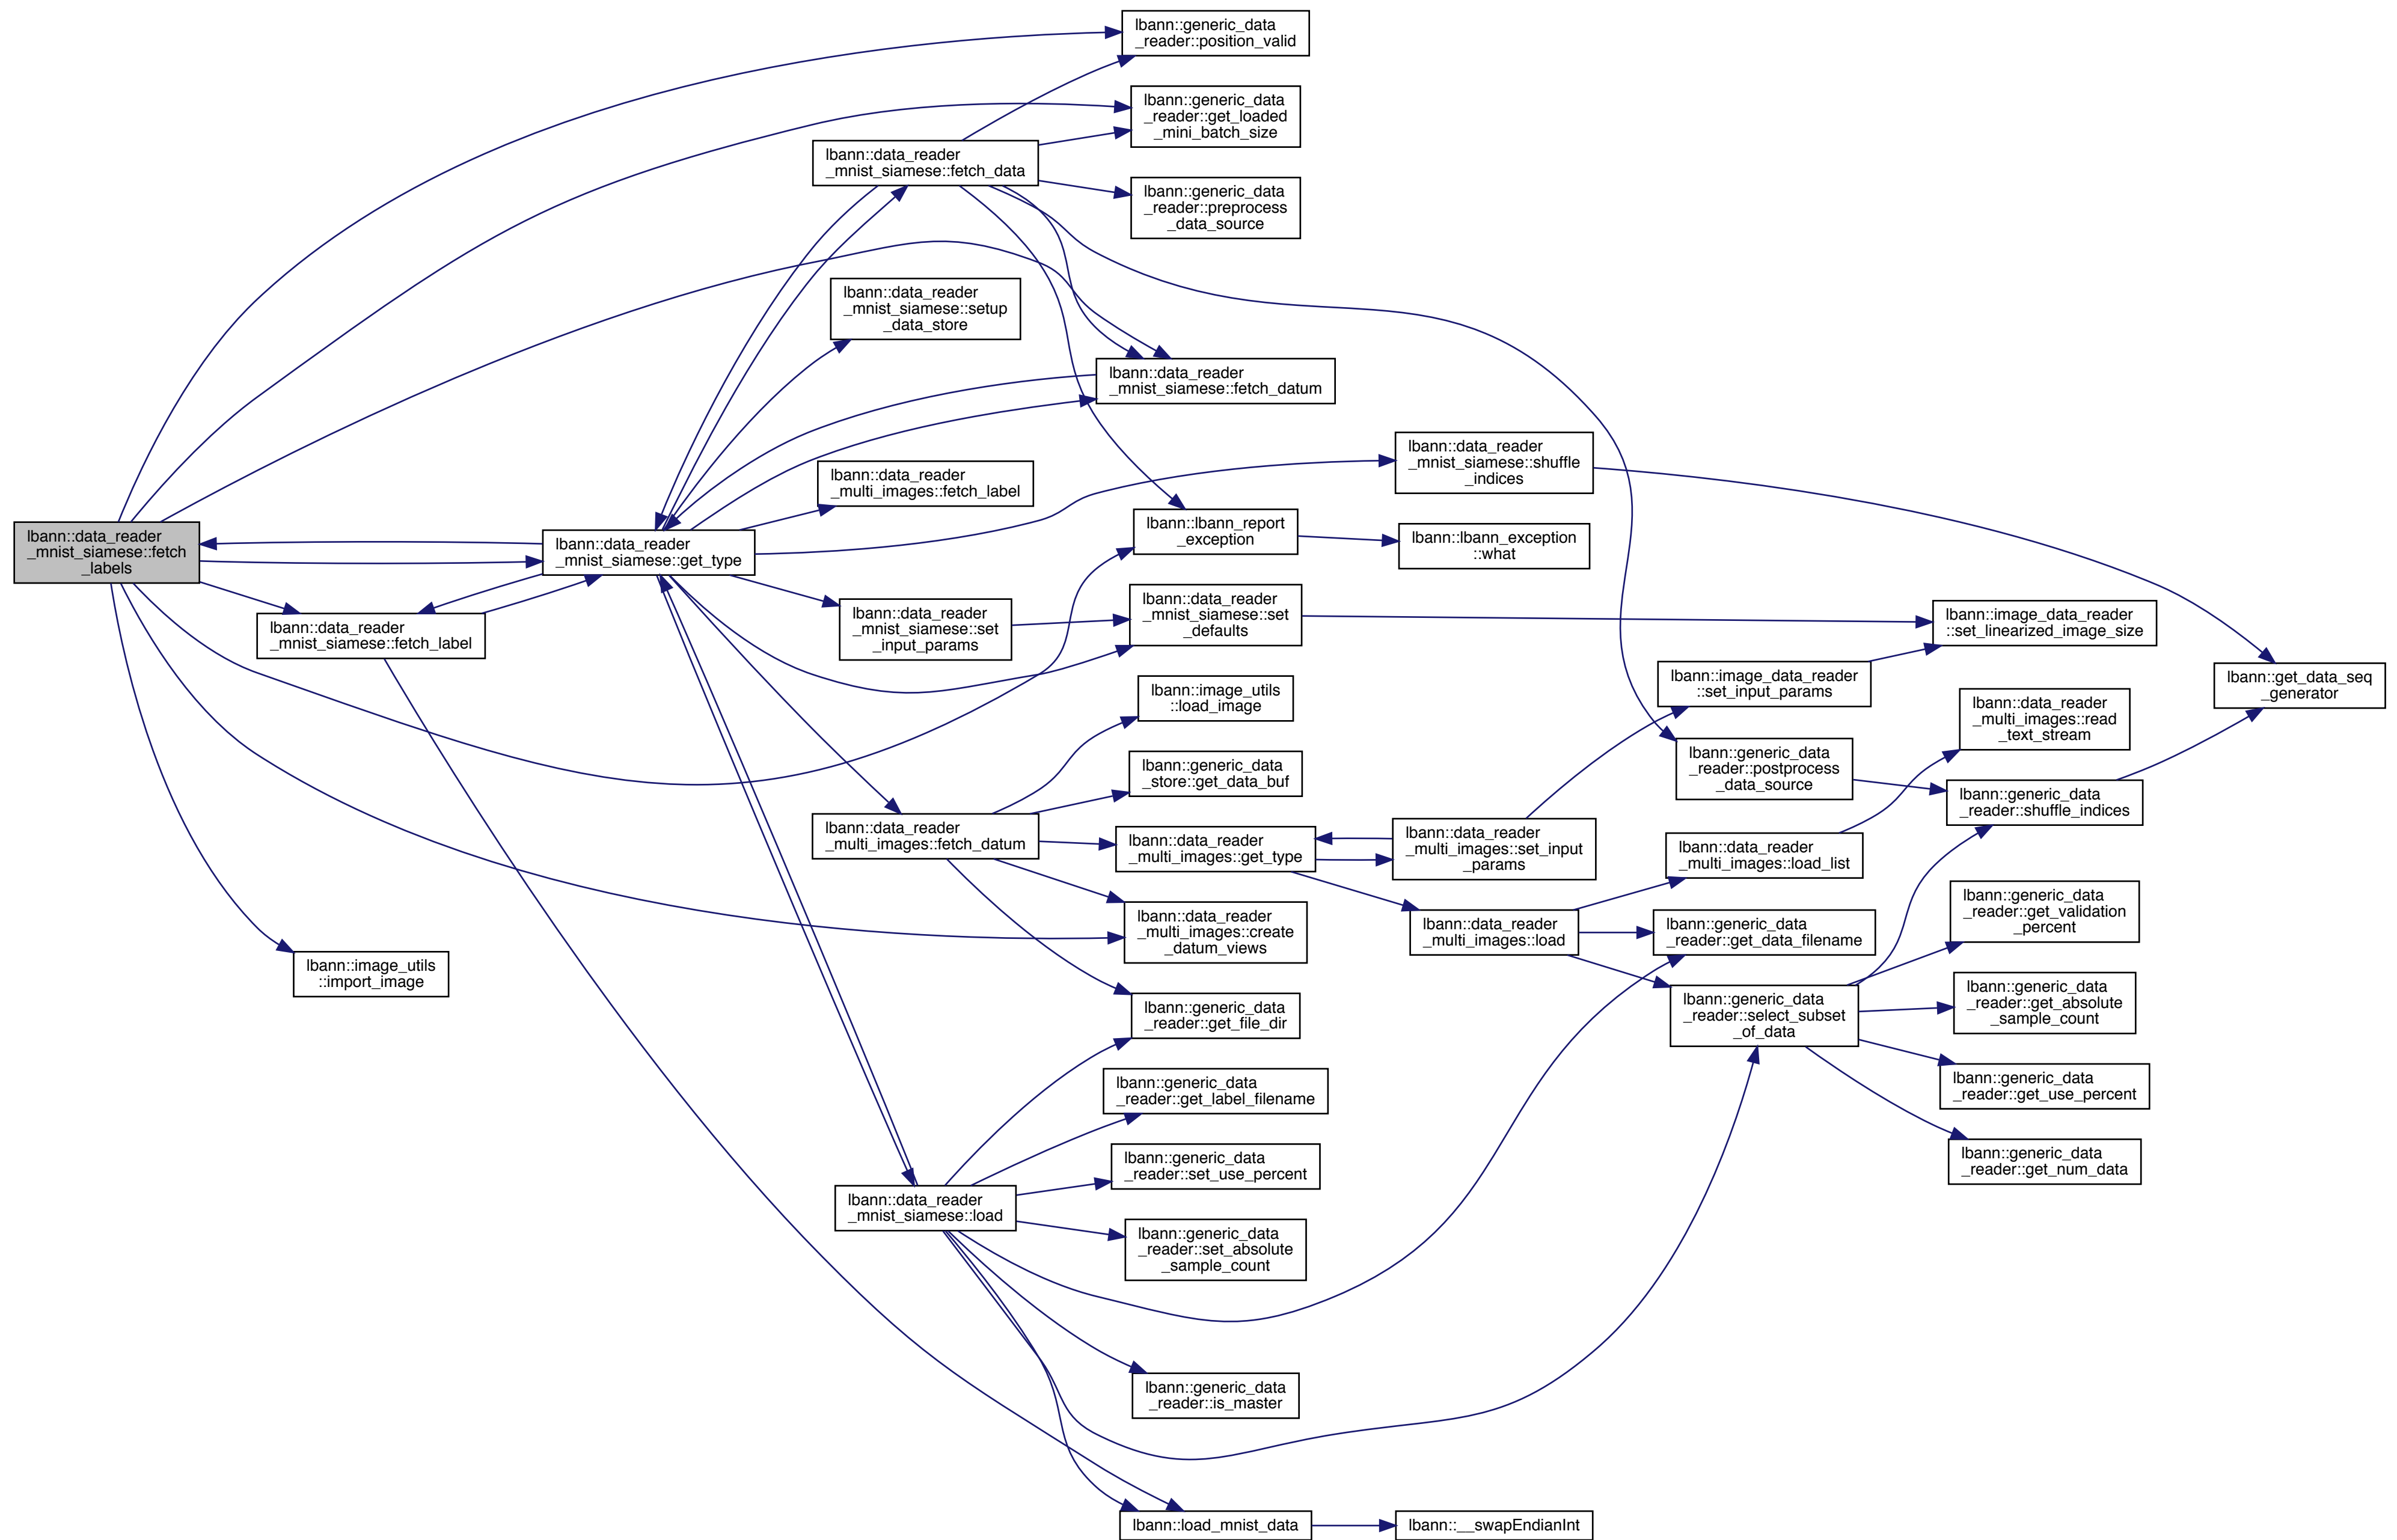 lbann::data_reader
_mnist_siamese::fetch
_labels
lbann::generic_data
_reader::position_valid
lbann::generic_data
_reader::get_loaded
_mini_batch_size
lbann::data_reader
_mnist_siamese::fetch_data
lbann::generic_data
_reader::preprocess
_data_source
lbann::data_reader
_mnist_siamese::setup
_data_store
lbann::data_reader
_mnist_siamese::fetch_datum
lbann::data_reader
_multi_images::fetch_label
lbann::data_reader
_mnist_siamese::shuffle
_indices
lbann::lbann_report
_exception
lbann::lbann_exception
::what
lbann::data_reader
_mnist_siamese::get_type
lbann::data_reader
_mnist_siamese::fetch_label
lbann::data_reader
_mnist_siamese::set
_input_params
lbann::data_reader
_mnist_siamese::set
_defaults
lbann::image_data_reader
::set_linearized_image_size
lbann::image_data_reader
::set_input_params
lbann::get_data_seq
_generator
lbann::image_utils
::load_image
lbann::data_reader
_multi_images::read
_text_stream
lbann::generic_data
_store::get_data_buf
lbann::generic_data
_reader::postprocess
_data_source
lbann::generic_data
_reader::shuffle_indices
lbann::data_reader
_multi_images::fetch_datum
lbann::data_reader
_multi_images::get_type
lbann::data_reader
_multi_images::set_input
_params
lbann::data_reader
_multi_images::load_list
lbann::data_reader
_multi_images::create
_datum_views
lbann::data_reader
_multi_images::load
lbann::generic_data
_reader::get_data_filename
lbann::generic_data
_reader::get_validation
_percent
lbann::image_utils
::import_image
lbann::generic_data
_reader::get_file_dir
lbann::generic_data
_reader::select_subset
_of_data
lbann::generic_data
_reader::get_absolute
_sample_count
lbann::generic_data
_reader::get_label_filename
lbann::generic_data
_reader::get_use_percent
lbann::generic_data
_reader::set_use_percent
lbann::generic_data
_reader::get_num_data
lbann::data_reader
_mnist_siamese::load
lbann::generic_data
_reader::set_absolute
_sample_count
lbann::generic_data
_reader::is_master
lbann::load_mnist_data
lbann::__swapEndianInt